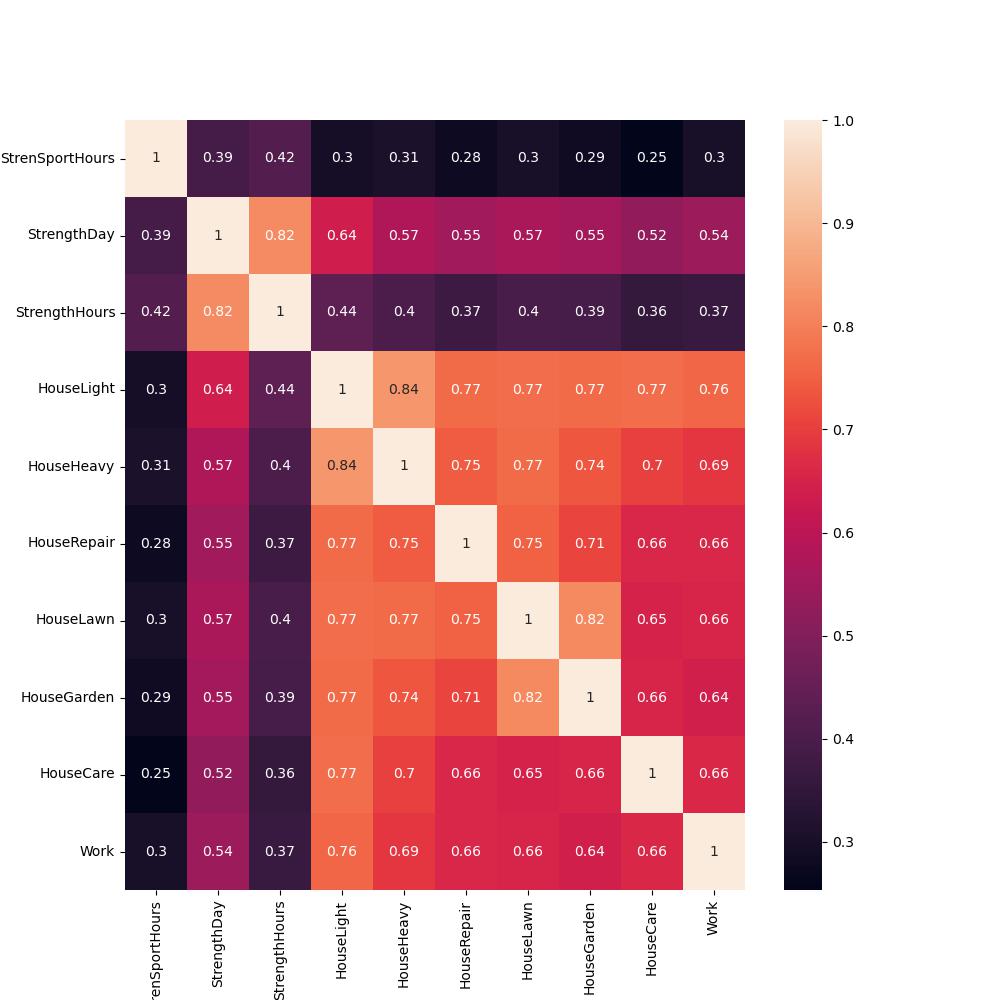 StrenSportHours 1 0.39 0.42 0.3 0.31 0.28 0.3 0.29 0.25 0.3
StrengthDay 0.39 1 0.82 0.64 0.57 0.55 0.57 0.55 0.52 0.54
StrengthHours 0.42 0.82 1 0.44 0.4 0.37 0.4 0.39 0.36 0.37
HouseLight 0.3 0.64 0.44 1 0.84 0.77 0.77 0.77 0.77 0.76
HouseHeavy 0.31 0.57 0.4 0.84 1 0.75 0.77 0.74 0.7 0.69
HouseRepair 0.28 0.55 0.37 0.77 0.75 1 0.75 0.71 0.66 0.66
HouseLawn 0.3 0.57 0.4 0.77 0.77 0.75 1 0.82 0.65 0.66
HouseGarden 0.29 0.55 0.39 0.77 0.74 0.71 0.82 1 0.66 0.64
HouseCare 0.25 0.52 0.36 0.77 0.7 0.66 0.65 0.66 1 0.66
Work 0.3 0.54 0.37 0.76 0.69 0.66 0.66 0.64 0.66 1
renSportHours
StrengthDay
StrengthHours
HouseLight
HouseHeavy
HouseRepair
HouseLawn
HouseGarden
HouseCare
Work
1.0
0.9
0.8
0.7
0.6
0.5
0.4
0.3